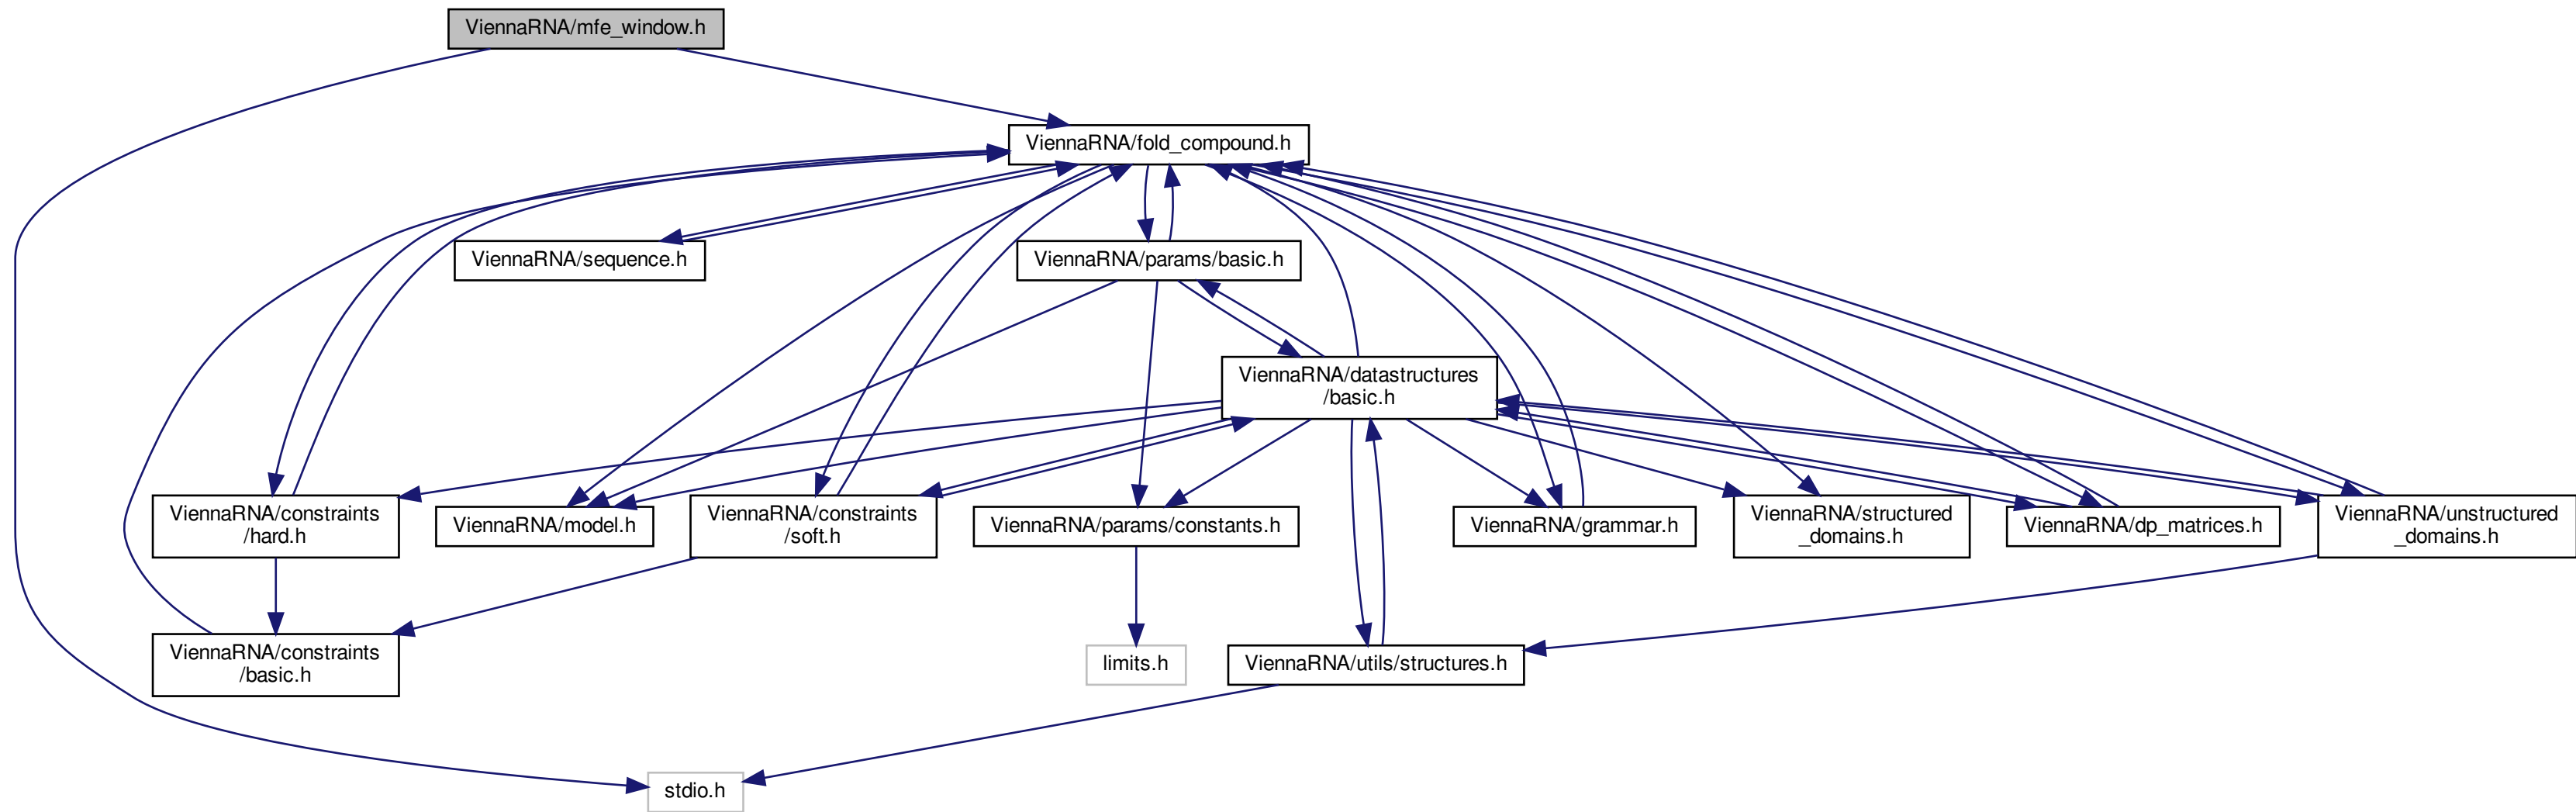 ViennaRNA/mfe_window.h
ViennaRNA/fold_compound.h
ViennaRNA/sequence.h
ViennaRNA/params/basic.h
ViennaRNA/datastructures
/basic.h
ViennaRNA/constraints
/hard.h
ViennaRNA/model.h
ViennaRNA/constraints
/soft.h
ViennaRNA/params/constants.h
ViennaRNA/grammar.h
ViennaRNA/structured
_domains.h
ViennaRNA/dp_matrices.h
ViennaRNA/unstructured
_domains.h
ViennaRNA/constraints
/basic.h
limits.h
ViennaRNA/utils/structures.h
stdio.h